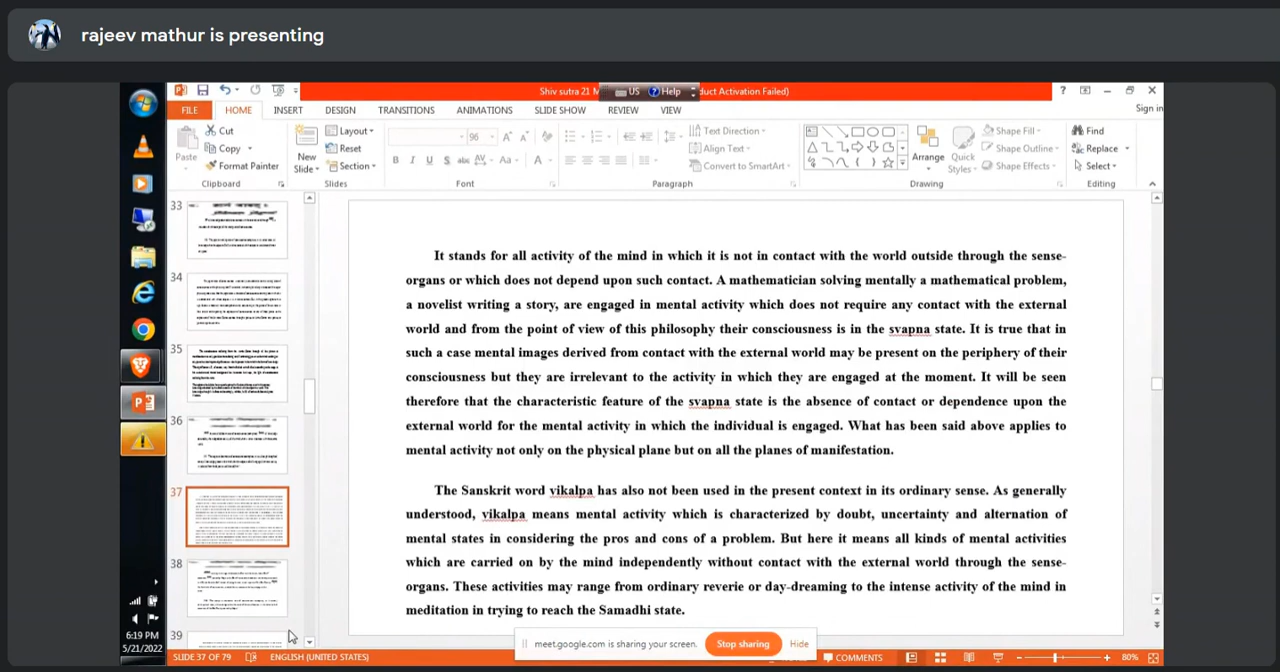 rajeev mathur is presenting
Shiv sutra 21 M
US
Help
duct Activation Failed)
Sign in
FILE
HOME
INSERT
DESIGN
TRANSITIONS
ANIMATIONS
SLIDE SHOW
REVIEW
VIEW
Paste
Cut
Copy
Format Painter
Clipboard
New
Slide
Layout
Reset
Section
Slides
96
B I U S abc AV Aa A
Font
Text Direction
Align Text
Convert to SmartArt
Paragraph
Arrange
Quick
Styles
Shape Fill
Shape Outline
Shape Effects
Drawing
Find
Replace
Select
Editing
33
34
35
36
37
38
39
It stands for all activity of the mind in which it is not in contact with the world outside through the sense-
organs or which does not depend upon such contact. A mathematician solving mentally a mathematical problem,
a novelist writing a story, are engaged in mental activity which does not require any contact with the external
world and from the point of view of this philosophy their consciousness is in the svapna state. It is true that in
such a case mental images derived from contact with the external world may be present on the periphery of their
consciousness but they are irrelevant to the activity in which they are engaged at the moment. It will be seen
therefore that the characteristic feature of the svapna state is the absence of contact or dependence upon the
external world for the mental activity in which the individual is engaged. What has been said above applies to
mental activity not only on the physical plane but on all the planes of manifestation.
The Sanskrit word vikalpa has also not been used in the present context in its ordinary sense. As generally
understood vikalpa means mental activity which is characterized by doubt, uncertainty and alternation of
mental states in considering the pros and cons of a problem. But here it means all kinds of mental activities
which are carried on by the mind independently without contact with the external world through the sense-
organs. These activities may range from ordinary reverie or day-dreaming to the intense activity of the mind in
meditation in trying to reach the Samadhi state.
meet.google.com is sharing your screen.
Stop sharing
Hide
6:19 PM
5/21/2022
SLIDE 37 OF 79
ENGLISH (UNITED STATES)
COMMENTS
80%